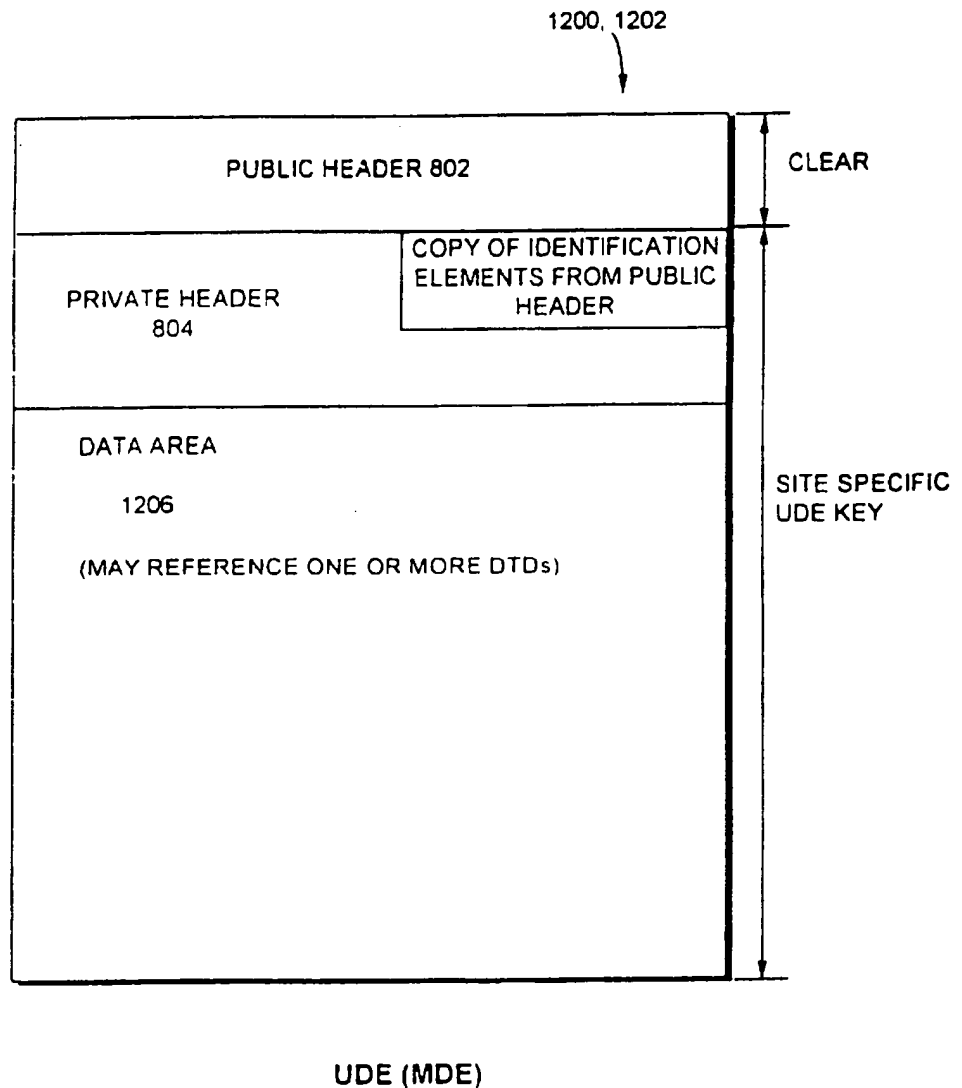 1200, 1202
PUBLIC HEADER 802
CLEAR
COPY OF IDENTIFICATION
ELEMENTS FROM PUBLIC
HEADER
PRIVATE HEADER
804
DATA AREA
1206
(MAY REFERENCE ONE OR MORE DTDs)
SITE SPECIFIC
UDE KEY
UDE (MDE)